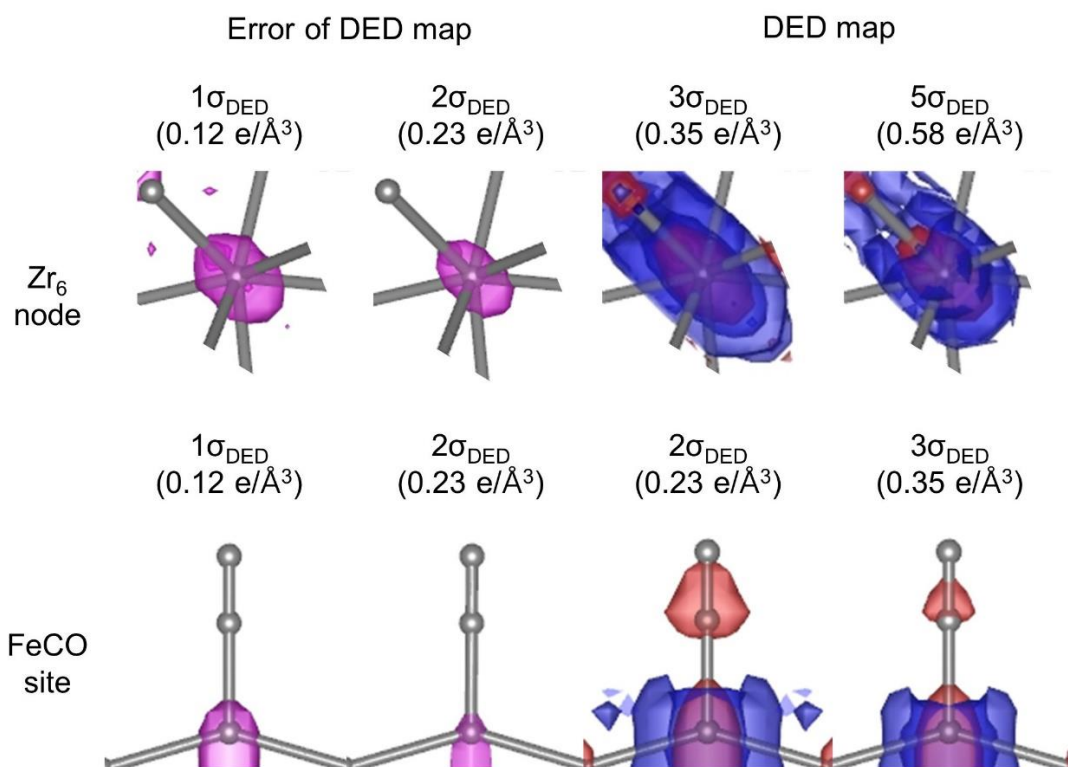 Error of DED map DED map
1σDED 2σDED 3σDED 5σDED
(0.12 e/Å³) (0.23 e/Å³) (0.35 e/Å³) (0.58 e/Å³)
Zr₆
node
1σDED 2σDED 2σDED 3σDED
(0.12 e/Å³) (0.23 e/Å³) (0.23 e/Å³) (0.35 e/Å³)
FeCO
site